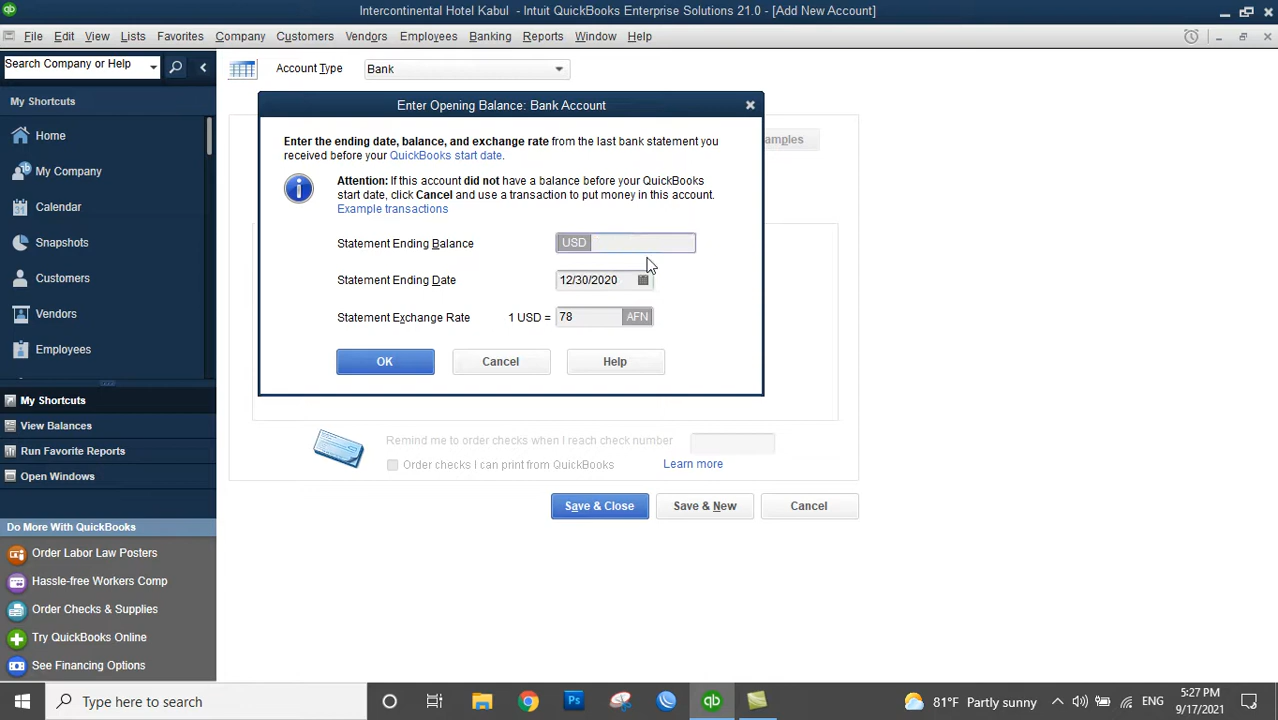 Intercontinental Hotel Kabul - Intuit QuickBooks Enterprise Solutions 21.0 - [Add New Account]
File Edit View Lists Favorites Company Customers Vendors Employees Banking Reports Window Help
Search Company or Help
Account Type Bank
My Shortcuts
Home
My Company
Calendar
Snapshots
Customers
Vendors
Employees
My Shortcuts
View Balances
Run Favorite Reports
Open Windows
Do More With QuickBooks
Order Labor Law Posters
Hassle-free Workers Comp
Order Checks & Supplies
Try QuickBooks Online
See Financing Options
Enter Opening Balance: Bank Account
Enter the ending date, balance, and exchange rate from the last bank statement you
received before your QuickBooks start date.
Attention: If this account did not have a balance before your QuickBooks
start date, click Cancel and use a transaction to put money in this account.
Example transactions
Statement Ending Balance USD
Statement Ending Date 12/30/2020
Statement Exchange Rate 1 USD = 78 AFN
OK Cancel Help
amples
Remind me to order checks when I reach check number
Order checks I can print from QuickBooks Learn more
Save & Close Save & New Cancel
Type here to search
Ps
qb
81°F Partly sunny
ENG
5:27 PM
9/17/2021